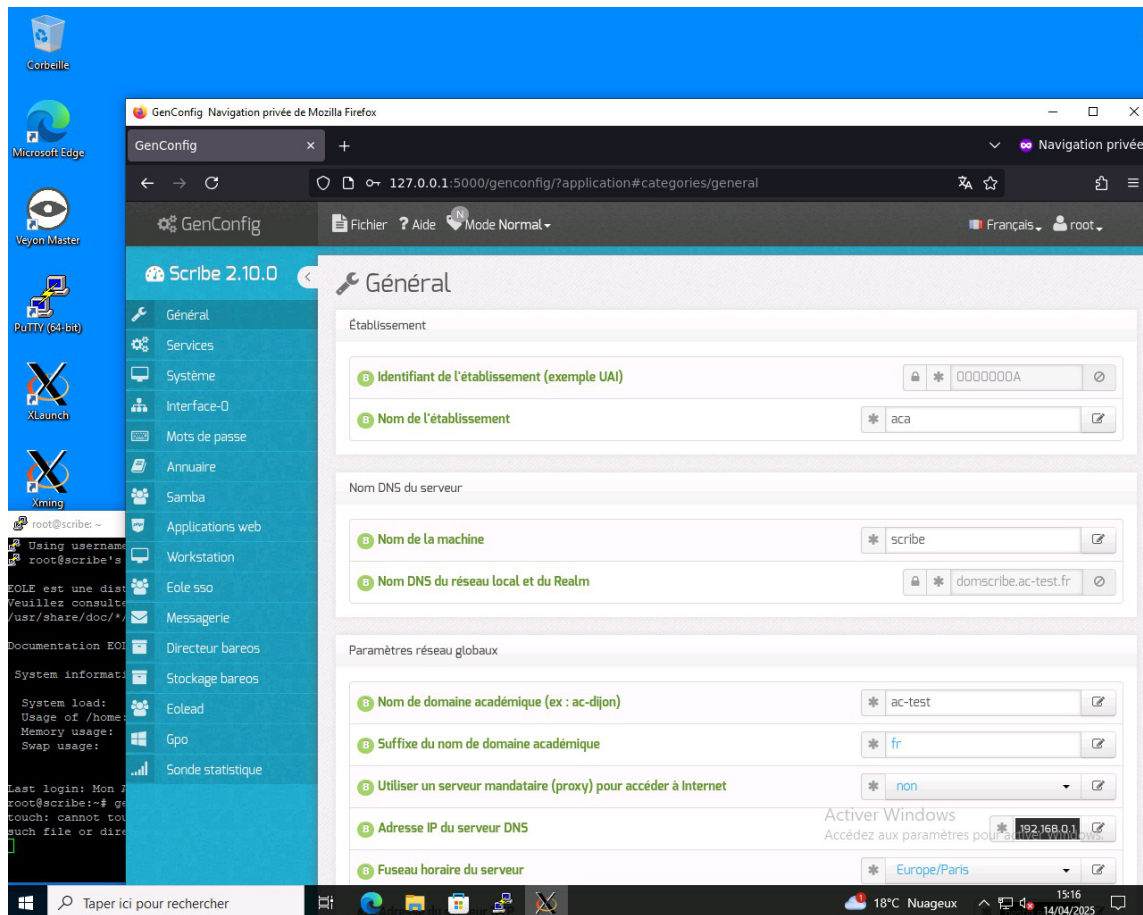 Corbeille
Microsoft Edge
Veyon Master
PuTTY (64-bit)
XLaunch
Xming
GenConfig Navigation privée de Mozilla Firefox
GenConfig
Navigation privée
127.0.0.1:5000/genconfig/?application#categories/general
GenConfig
Fichier ? Aide N Mode Normal
Français root
Scribe 2.10.0
Général
Services
Système
Interface-0
Mots de passe
Annuaire
Samba
Applications web
Workstation
Eole sso
Messagerie
Directeur bareos
Stockage bareos
Eolead
Gpo
Sonde statistique
Général
Établissement
B Identifiant de l'établissement (exemple UAI) 0000000A
B Nom de l'établissement aca
Nom DNS du serveur
B Nom de la machine scribe
B Nom DNS du réseau local et du Realm domscribe.ac-test.fr
Paramètres réseau globaux
B Nom de domaine académique (ex : ac-dijon) ac-test
B Suffixe du nom de domaine académique fr
B Utiliser un serveur mandataire (proxy) pour accéder à Internet non
B Adresse IP du serveur DNS 192.168.0.1
B Fuseau horaire du serveur Europe/Paris
Activer Windows
Accédez aux paramètres pour activer Windows.
root@scribe: ~
Using username
root@scribe's
EOLE est une dist
Veuillez consulte
/usr/share/doc/*/
Documentation EOL
System informati
System load:
Usage of /home:
Memory usage:
Swap usage:
Last login: Mon A
root@scribe:~# ge
touch: cannot tou
such file or dire
Taper ici pour rechercher
18°C Nuageux
15:16
14/04/2025